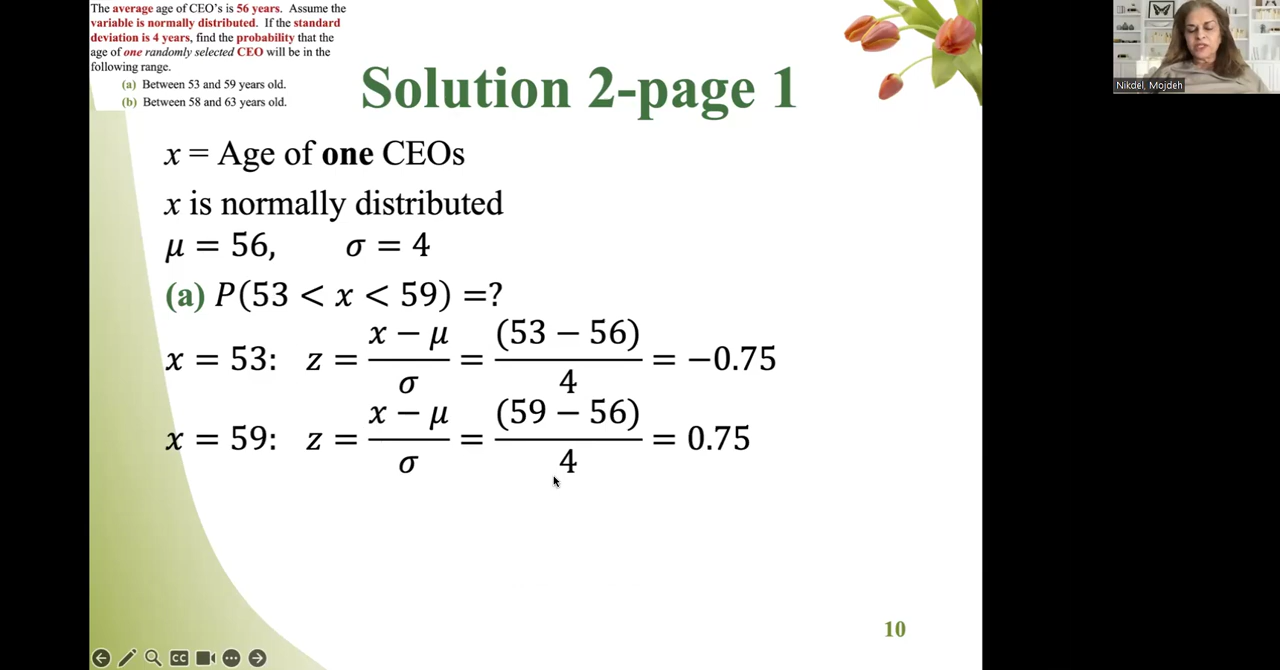 The average age of CEO's is 56 years. Assume the
variable is normally distributed. If the standard
deviation is 4 years, find the probability that the
age of one randomly selected CEO will be in the
following range.
(a) Between 53 and 59 years old.
(b) Between 58 and 63 years old.
Solution 2-page 1
Nikdel, Mojdeh
x = Age of one CEOs
x is normally distributed
μ = 56, σ = 4
(a) P(53 < x < 59) =?
x = 53: z = (x − μ)/σ = (53 − 56)/4 = −0.75
x = 59: z = (x − μ)/σ = (59 − 56)/4 = 0.75
10
CC